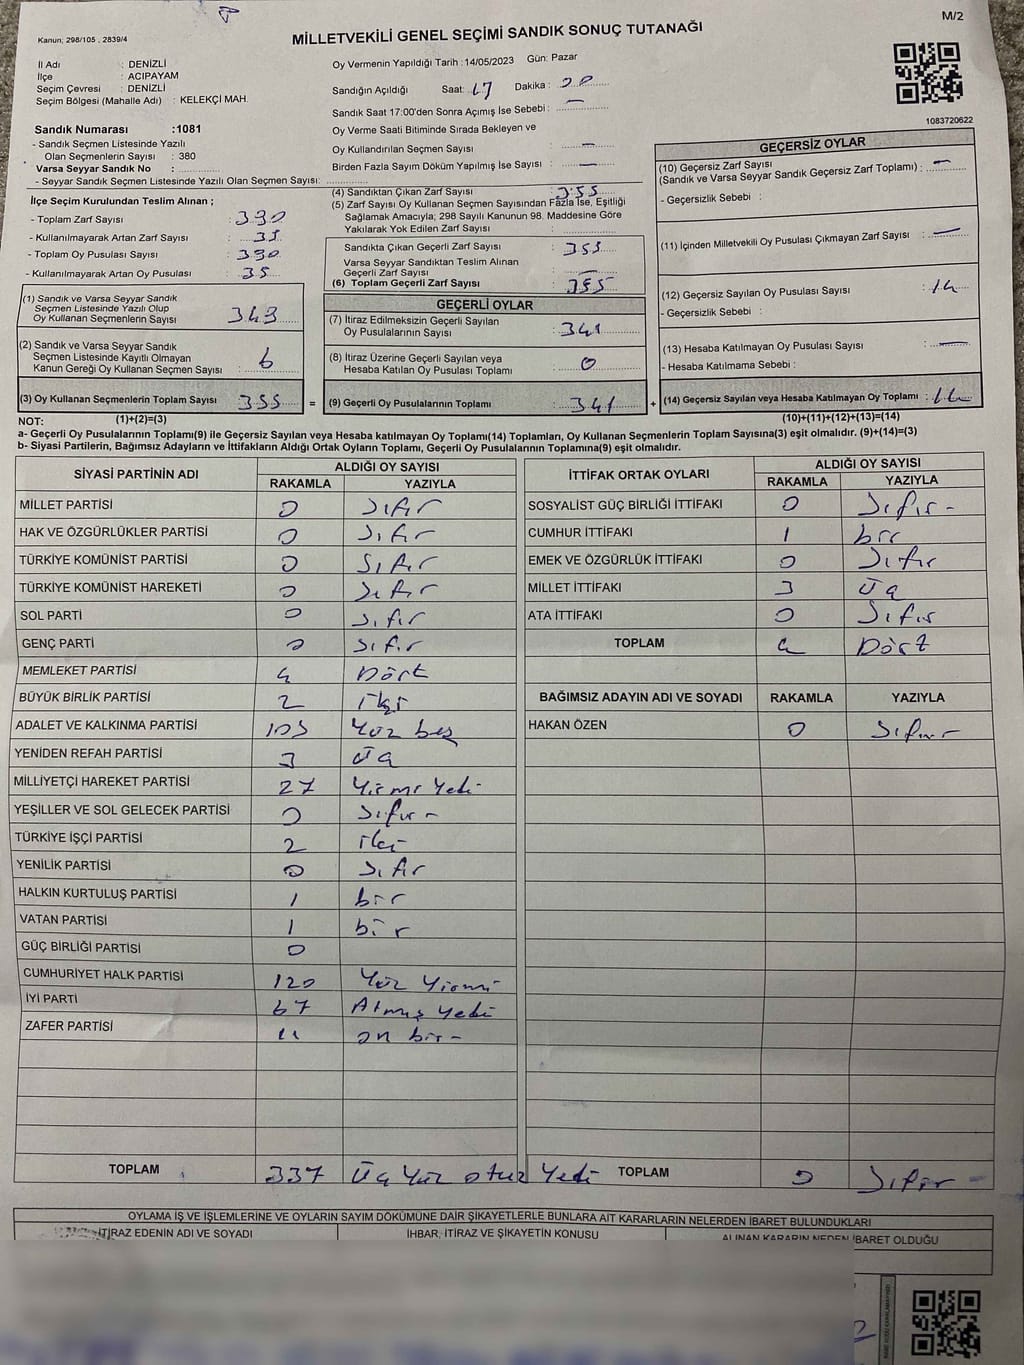 M/2
Kanun; 298/105 , 2839/4
MİLLETVEKİLİ GENEL SEÇİMİ SANDIK SONUÇ TUTANAĞI
İl Adı : DENİZLİ
İlçe : ACIPAYAM
Seçim Çevresi : DENİZLİ
Seçim Bölgesi (Mahalle Adı) : KELEKÇİ MAH.
Sandık Numarası :1081
- Sandık Seçmen Listesinde Yazılı
Olan Seçmenlerin Sayısı : 380
Varsa Seyyar Sandık No :
- Seyyar Sandık Seçmen Listesinde Yazılı Olan Seçmen Sayısı:
İlçe Seçim Kurulundan Teslim Alınan ;
- Toplam Zarf Sayısı : 390
- Kullanılmayarak Artan Zarf Sayısı : 35
- Toplam Oy Pusulası Sayısı : 390
- Kullanılmayarak Artan Oy Pusulası : 35
(1) Sandık ve Varsa Seyyar Sandık
Seçmen Listesinde Yazılı Olup
Oy Kullanan Seçmenlerin Sayısı : 343
(2) Sandık ve Varsa Seyyar Sandık
Seçmen Listesinde Kayıtlı Olmayan
Kanun Gereği Oy Kullanan Seçmen Sayısı : 6
(3) Oy Kullanan Seçmenlerin Toplam Sayısı : 355 =
Oy Vermenin Yapıldığı Tarih :14/05/2023 Gün: Pazar
Sandığın Açıldığı Saat: 17 Dakika : 20
Sandık Saat 17:00'den Sonra Açımış İse Sebebi : —
Oy Verme Saati Bitiminde Sırada Bekleyen ve
Oy Kullandırılan Seçmen Sayısı : —
Birden Fazla Sayım Döküm Yapılmış İse Sayısı : —
(4) Sandıktan Çıkan Zarf Sayısı : 355
(5) Zarf Sayısı Oy Kullanan Seçmen Sayısından Fazla İse, Eşitliği
Sağlamak Amacıyla; 298 Sayılı Kanunun 98. Maddesine Göre
Yakılarak Yok Edilen Zarf Sayısı :
Sandıkta Çıkan Geçerli Zarf Sayısı : 355
Varsa Seyyar Sandıktan Teslim Alınan
Geçerli Zarf Sayısı : —
(6) Toplam Geçerli Zarf Sayısı : 355
GEÇERLİ OYLAR
(7) İtiraz Edilmeksizin Geçerli Sayılan
Oy Pusulalarının Sayısı : 341
(8) İtiraz Üzerine Geçerli Sayılan veya
Hesaba Katılan Oy Pusulası Toplamı : 0
(9) Geçerli Oy Pusulalarının Toplamı : 341 +
1083720622
GEÇERSİZ OYLAR
(10) Geçersiz Zarf Sayısı
(Sandık ve Varsa Seyyar Sandık Geçersiz Zarf Toplamı) : —
- Geçersizlik Sebebi :
(11) İçinden Milletvekili Oy Pusulası Çıkmayan Zarf Sayısı : —
(12) Geçersiz Sayılan Oy Pusulası Sayısı : 14
- Geçersizlik Sebebi :
(13) Hesaba Katılmayan Oy Pusulası Sayısı : —
- Hesaba Katılmama Sebebi :
(14) Geçersiz Sayılan veya Hesaba Katılmayan Oy Toplamı : 14
NOT: (1)+(2)=(3) (10)+(11)+(12)+(13)=(14)
a- Geçerli Oy Pusulalarının Toplamı(9) ile Geçersiz Sayılan veya Hesaba katılmayan Oy Toplamı(14) Toplamları, Oy Kullanan Seçmenlerin Toplam Sayısına(3) eşit olmalıdır. (9)+(14)=(3)
b- Siyasi Partilerin, Bağımsız Adayların ve İttifakların Aldığı Ortak Oyların Toplamı, Geçerli Oy Pusulalarının Toplamına(9) eşit olmalıdır.
SİYASİ PARTİNİN ADI ALDIĞI OY SAYISI
RAKAMLA YAZIYLA
MİLLET PARTİSİ 0 Sıfır
HAK VE ÖZGÜRLÜKLER PARTİSİ 0 Sıfır
TÜRKİYE KOMÜNİST PARTİSİ 0 Sıfır
TÜRKİYE KOMÜNİST HAREKETİ 0 Sıfır
SOL PARTİ 0 Sıfır
GENÇ PARTİ 0 Sıfır
MEMLEKET PARTİSİ 4 Dört
BÜYÜK BİRLİK PARTİSİ 2 İki
ADALET VE KALKINMA PARTİSİ 105 Yüz beş
YENİDEN REFAH PARTİSİ 3 Üç
MİLLİYETÇİ HAREKET PARTİSİ 27 Yirmi Yedi
YEŞİLLER VE SOL GELECEK PARTİSİ 0 Sıfır
TÜRKİYE İŞÇİ PARTİSİ 2 İki
YENİLİK PARTİSİ 0 Sıfır
HALKIN KURTULUŞ PARTİSİ 1 bir
VATAN PARTİSİ 1 bir
GÜÇ BİRLİĞİ PARTİSİ 0
CUMHURİYET HALK PARTİSİ 120 Yüz Yirmi
İYİ PARTİ 67 Atmış Yedi
ZAFER PARTİSİ 11 on bir
TOPLAM 337 Üç Yüz otuz Yedi
İTTİFAK ORTAK OYLARI ALDIĞI OY SAYISI
RAKAMLA YAZIYLA
SOSYALİST GÜÇ BİRLİĞİ İTTİFAKI 0 Sıfır
CUMHUR İTTİFAKI 1 bir
EMEK VE ÖZGÜRLÜK İTTİFAKI 0 Sıfır
MİLLET İTTİFAKI 3 Üç
ATA İTTİFAKI 0 Sıfır
TOPLAM 4 Dört
BAĞIMSIZ ADAYIN ADI VE SOYADI RAKAMLA YAZIYLA
HAKAN ÖZEN 0 Sıfır
TOPLAM 0 Sıfır
OYLAMA İŞ VE İŞLEMLERİNE VE OYLARIN SAYIM DÖKÜMÜNE DAİR ŞİKAYETLERLE BUNLARA AİT KARARLARIN NELERDEN İBARET BULUNDUKLARI
İTİRAZ EDENİN ADI VE SOYADI İHBAR, İTİRAZ VE ŞİKAYETİN KONUSU ALINAN KARARIN NEDEN İBARET OLDUĞU